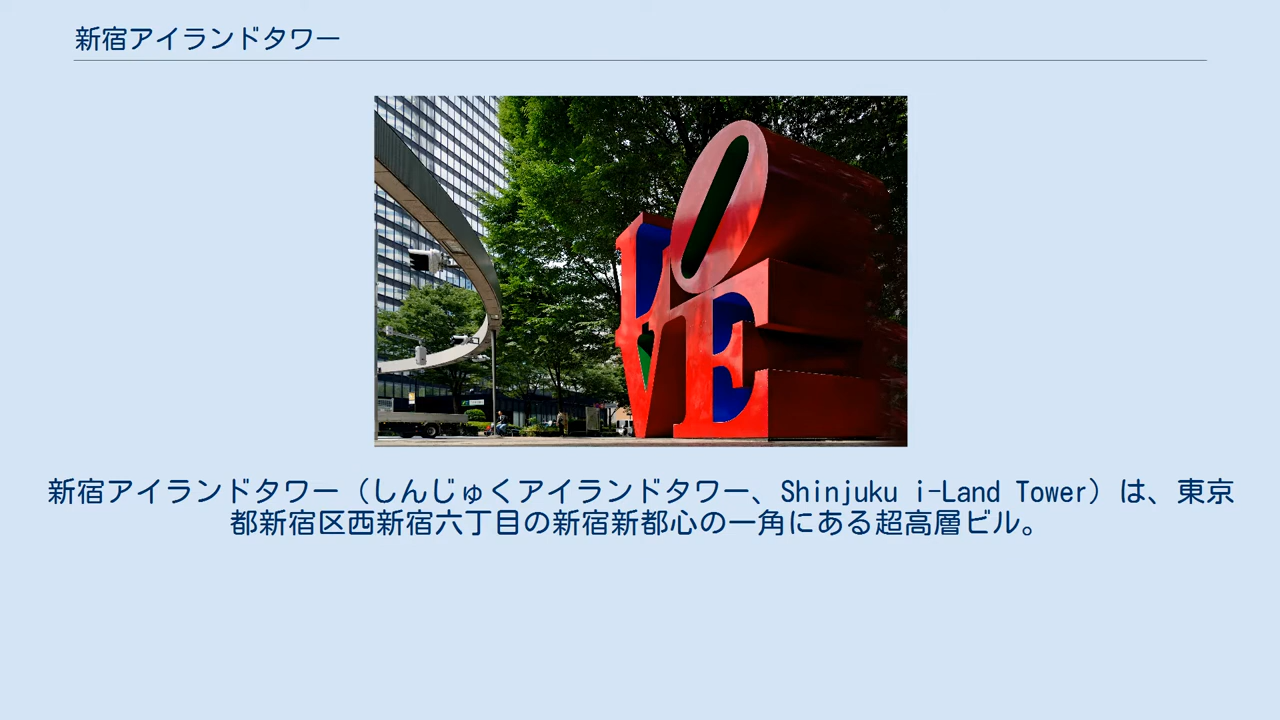 新宿アイランドタワー
LOVE
新宿アイランドタワー（しんじゅくアイランドタワー、Shinjuku i-Land Tower）は、東京
都新宿区西新宿六丁目の新宿新都心の一角にある超高層ビル。